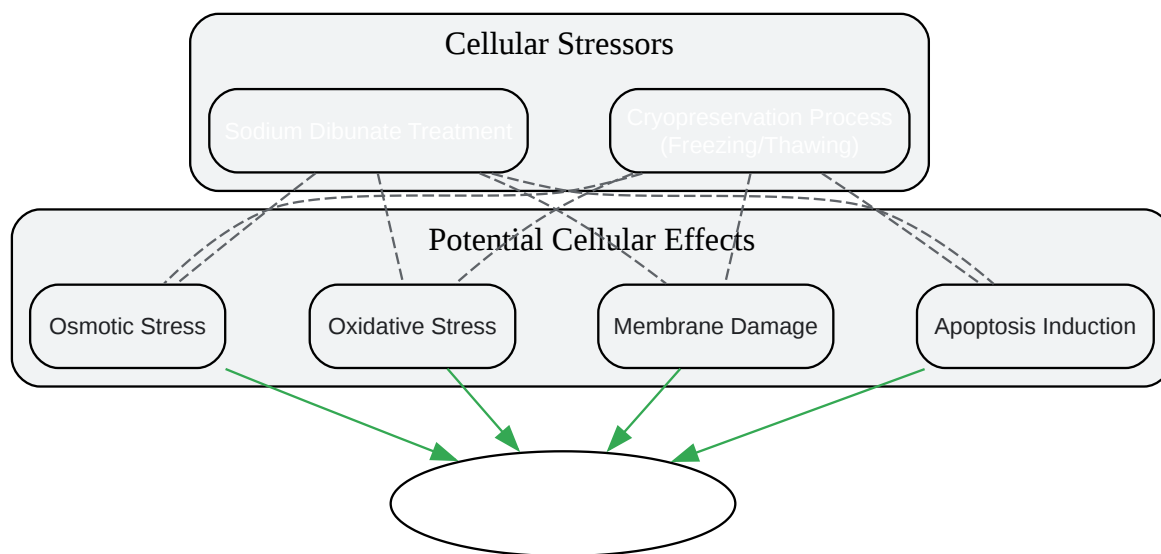 Cellular Stressors
Sodium Dibunate Treatment
Cryopreservation Process
(Freezing/Thawing)
Potential Cellular Effects
Osmotic Stress
Oxidative Stress
Membrane Damage
Apoptosis Induction